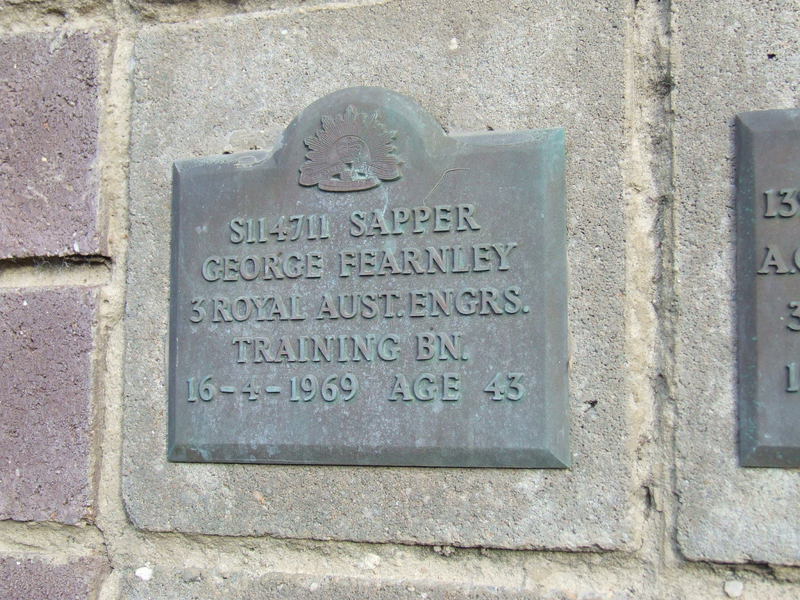 S114711 SAPPER
GEORGE FEARNLEY
3 ROYAL AUST. ENGRS.
TRAINING BN.
16-4-1969 AGE 43